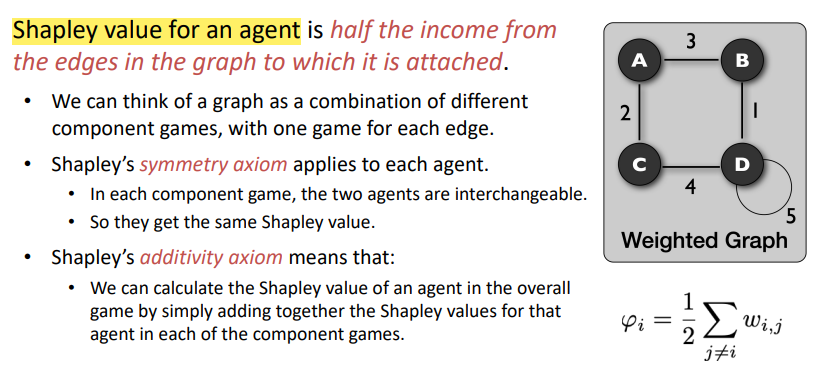 Shapley value for an agent is half the income from
the edges in the graph to which it is attached.
• We can think of a graph as a combination of different
component games, with one game for each edge.
• Shapley's symmetry axiom applies to each agent.
• In each component game, the two agents are interchangeable.
• So they get the same Shapley value.
• Shapley's additivity axiom means that:
• We can calculate the Shapley value of an agent in the overall
game by simply adding together the Shapley values for that
agent in each of the component games.
A 3 B
2 1
C 4 D
5
Weighted Graph
φᵢ = 1/2 ∑_{j≠i} w_{i,j}